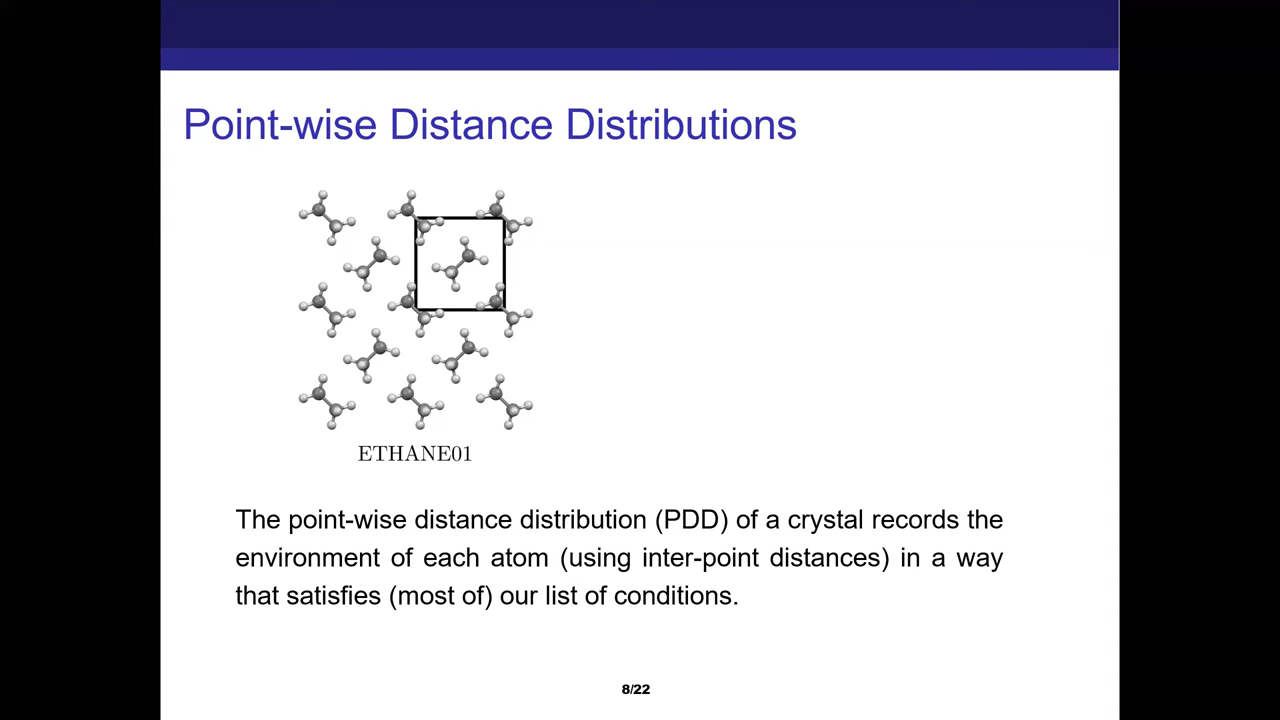 Point-wise Distance Distributions
ETHANE01
The point-wise distance distribution (PDD) of a crystal records the
environment of each atom (using inter-point distances) in a way
that satisfies (most of) our list of conditions.
8/22